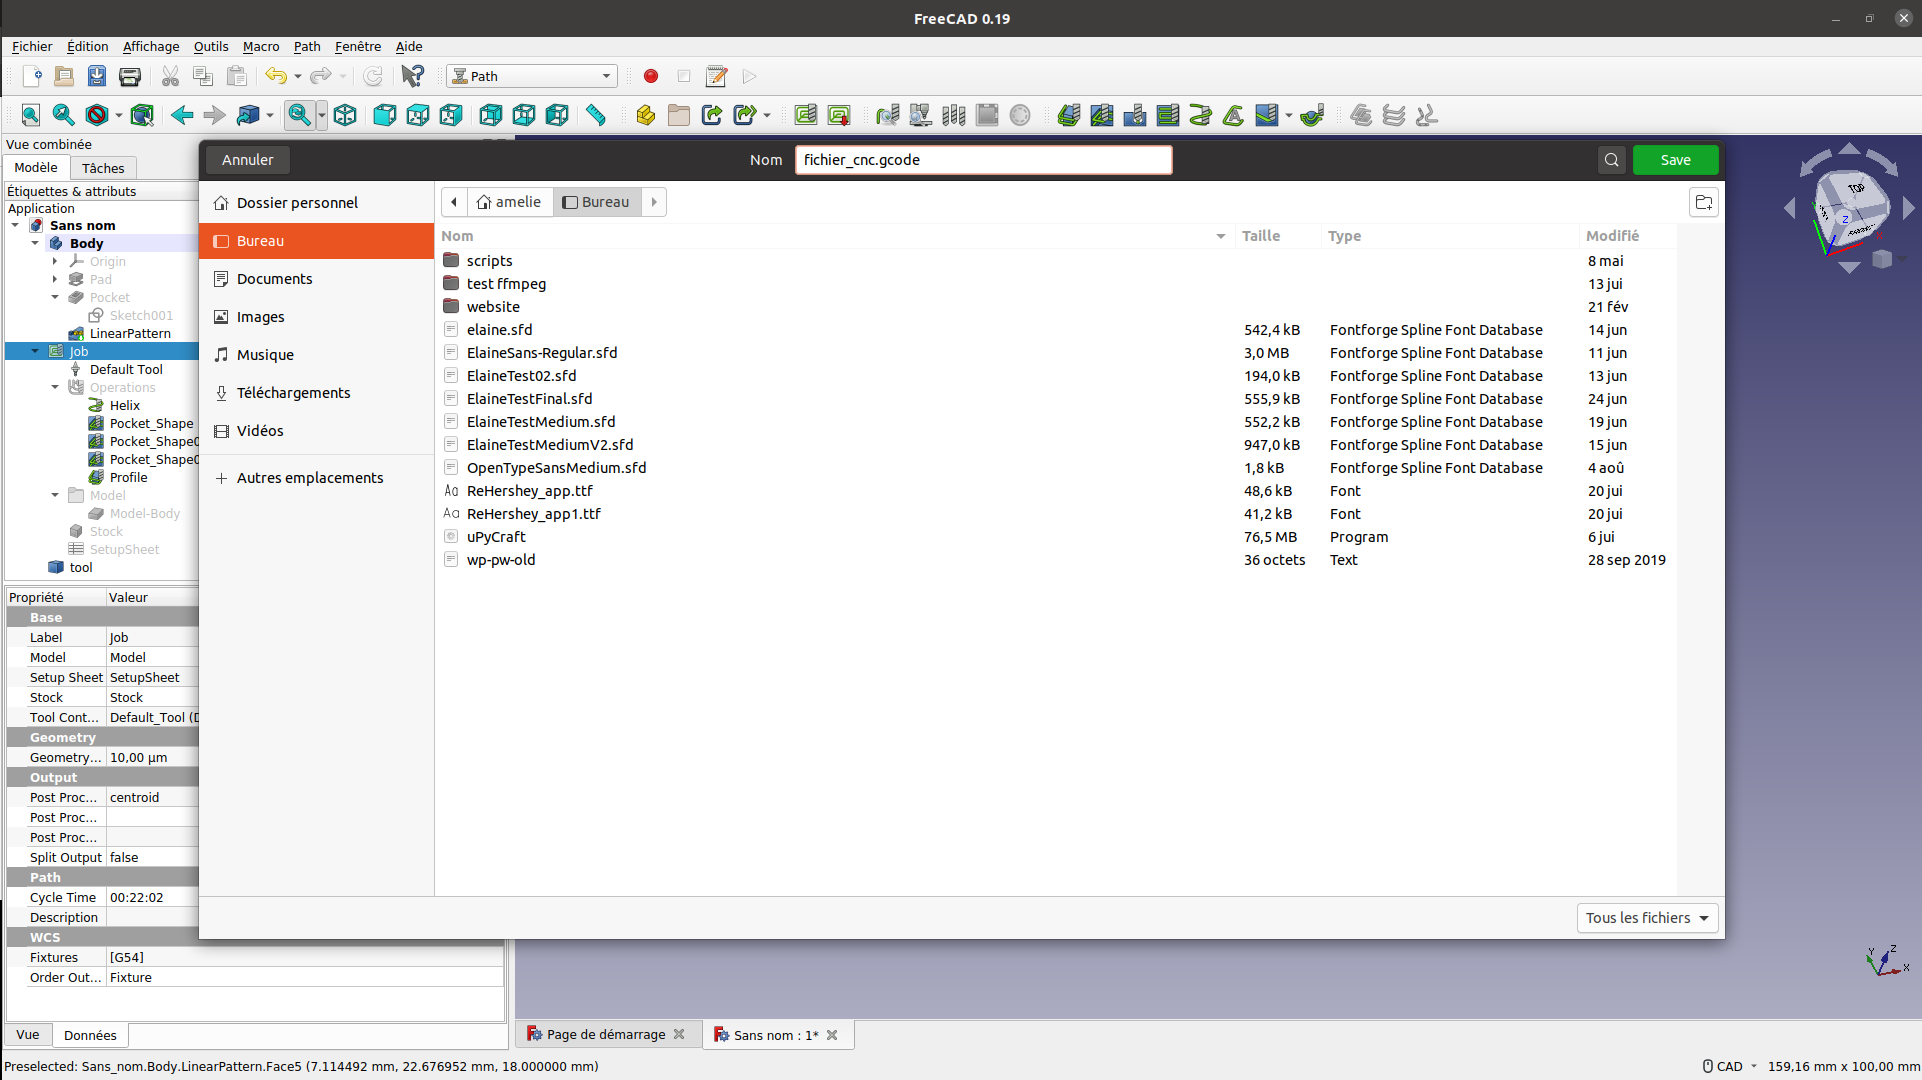 FreeCAD 0.19
Fichier Édition Affichage Outils Macro Path Fenêtre Aide
Path
Vue combinée
Modèle Tâches
Étiquettes & attributs
Application
Sans nom
Body
Origin
Pad
Pocket
Sketch001
LinearPattern
Job
Default Tool
Operations
Helix
Pocket_Shape
Pocket_Shape0
Pocket_Shape0
Profile
Model
Model-Body
Stock
SetupSheet
tool
Propriété Valeur
Base
Label Job
Model Model
Setup Sheet SetupSheet
Stock Stock
Tool Cont... Default_Tool (D
Geometry
Geometry... 10,00 µm
Output
Post Proc... centroid
Post Proc...
Post Proc...
Split Output false
Path
Cycle Time 00:22:02
Description
WCS
Fixtures [G54]
Order Out... Fixture
Vue Données
Annuler Nom fichier_cnc.gcode Save
Dossier personnel
Bureau
Documents
Images
Musique
Téléchargements
Vidéos
Autres emplacements
amelie Bureau
Nom Taille Type Modifié
scripts 8 mai
test ffmpeg 13 jui
website 21 fév
elaine.sfd 542,4 kB Fontforge Spline Font Database 14 jun
ElaineSans-Regular.sfd 3,0 MB Fontforge Spline Font Database 11 jun
ElaineTest02.sfd 194,0 kB Fontforge Spline Font Database 13 jun
ElaineTestFinal.sfd 555,9 kB Fontforge Spline Font Database 24 jun
ElaineTestMedium.sfd 552,2 kB Fontforge Spline Font Database 19 jun
ElaineTestMediumV2.sfd 947,0 kB Fontforge Spline Font Database 15 jun
OpenTypeSansMedium.sfd 1,8 kB Fontforge Spline Font Database 4 aoû
ReHershey_app.ttf 48,6 kB Font 20 jui
ReHershey_app1.ttf 41,2 kB Font 20 jui
uPyCraft 76,5 MB Program 6 jui
wp-pw-old 36 octets Text 28 sep 2019
Tous les fichiers
TOP
Z
Y Z X
Page de démarrage Sans nom : 1*
Preselected: Sans_nom.Body.LinearPattern.Face5 (7.114492 mm, 22.676952 mm, 18.000000 mm)
CAD 159,16 mm x 100,00 mm